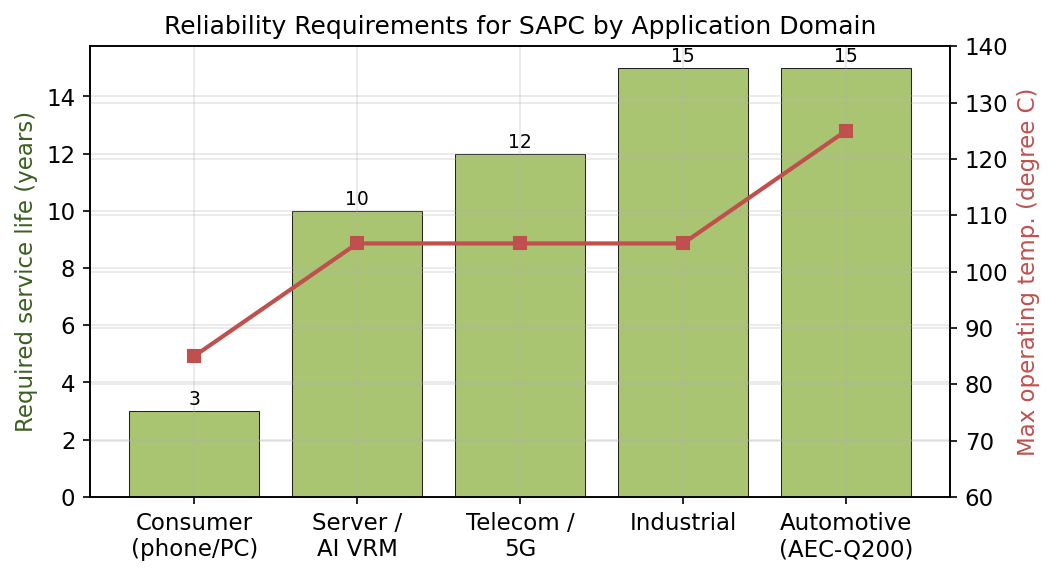 Reliability Requirements for SAPC by Application Domain
Required service life (years)
14
12
10
8
6
4
2
0
3
10
12
15
15
140
130
120
110
100
90
80
70
60
Max operating temp. (degree C)
Consumer
(phone/PC)
Server /
AI VRM
Telecom /
5G
Industrial
Automotive
(AEC-Q200)